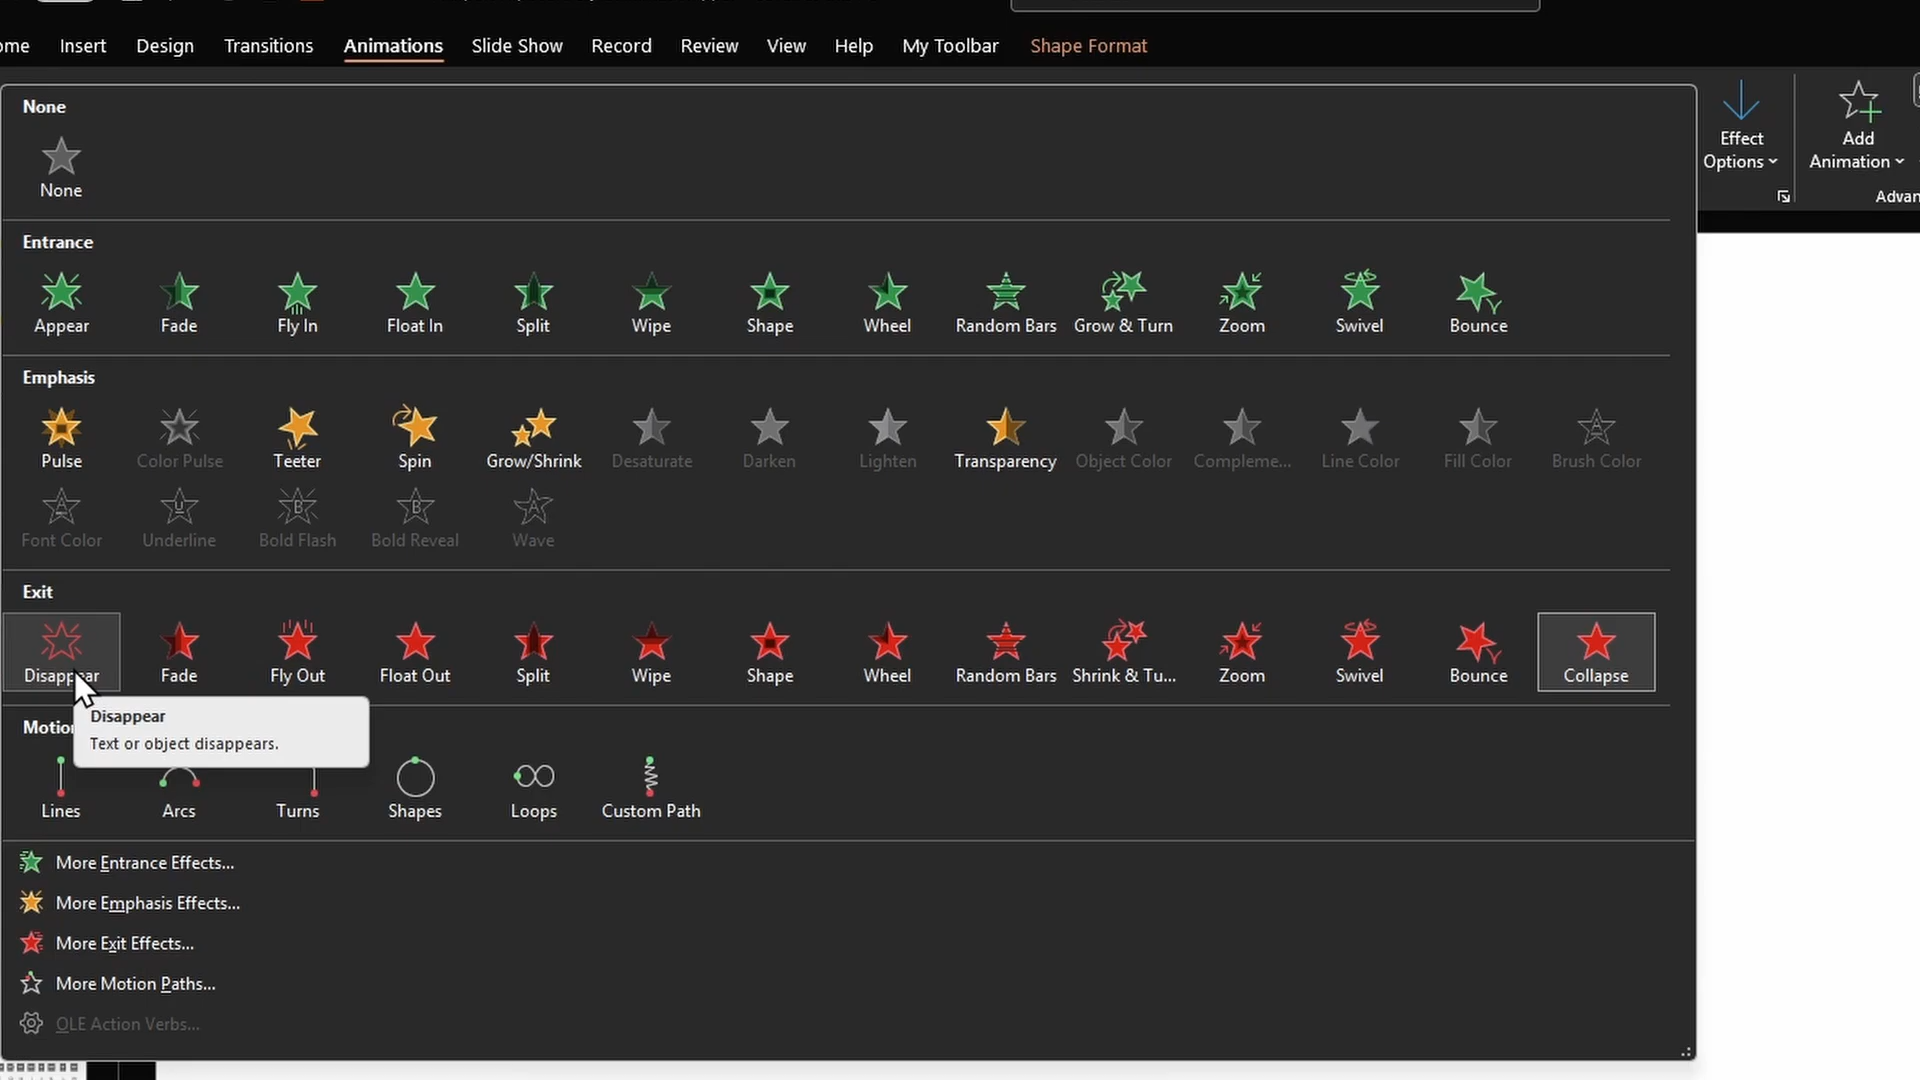 ome Insert Design Transitions Animations Slide Show Record Review View Help My Toolbar Shape Format
None
None
Effect Options
Add Animation
Advan
Entrance
Appear Fade Fly In Float In Split Wipe Shape Wheel Random Bars Grow & Turn Zoom Swivel Bounce
Emphasis
Pulse Color Pulse Teeter Spin Grow/Shrink Desaturate Darken Lighten Transparency Object Color Compleme... Line Color Fill Color Brush Color
Font Color Underline Bold Flash Bold Reveal Wave
Exit
Disappear Fade Fly Out Float Out Split Wipe Shape Wheel Random Bars Shrink & Tu... Zoom Swivel Bounce Collapse
Disappear
Text or object disappears.
Motion
Lines Arcs Turns Shapes Loops Custom Path
More Entrance Effects...
More Emphasis Effects...
More Exit Effects...
More Motion Paths...
OLE Action Verbs...